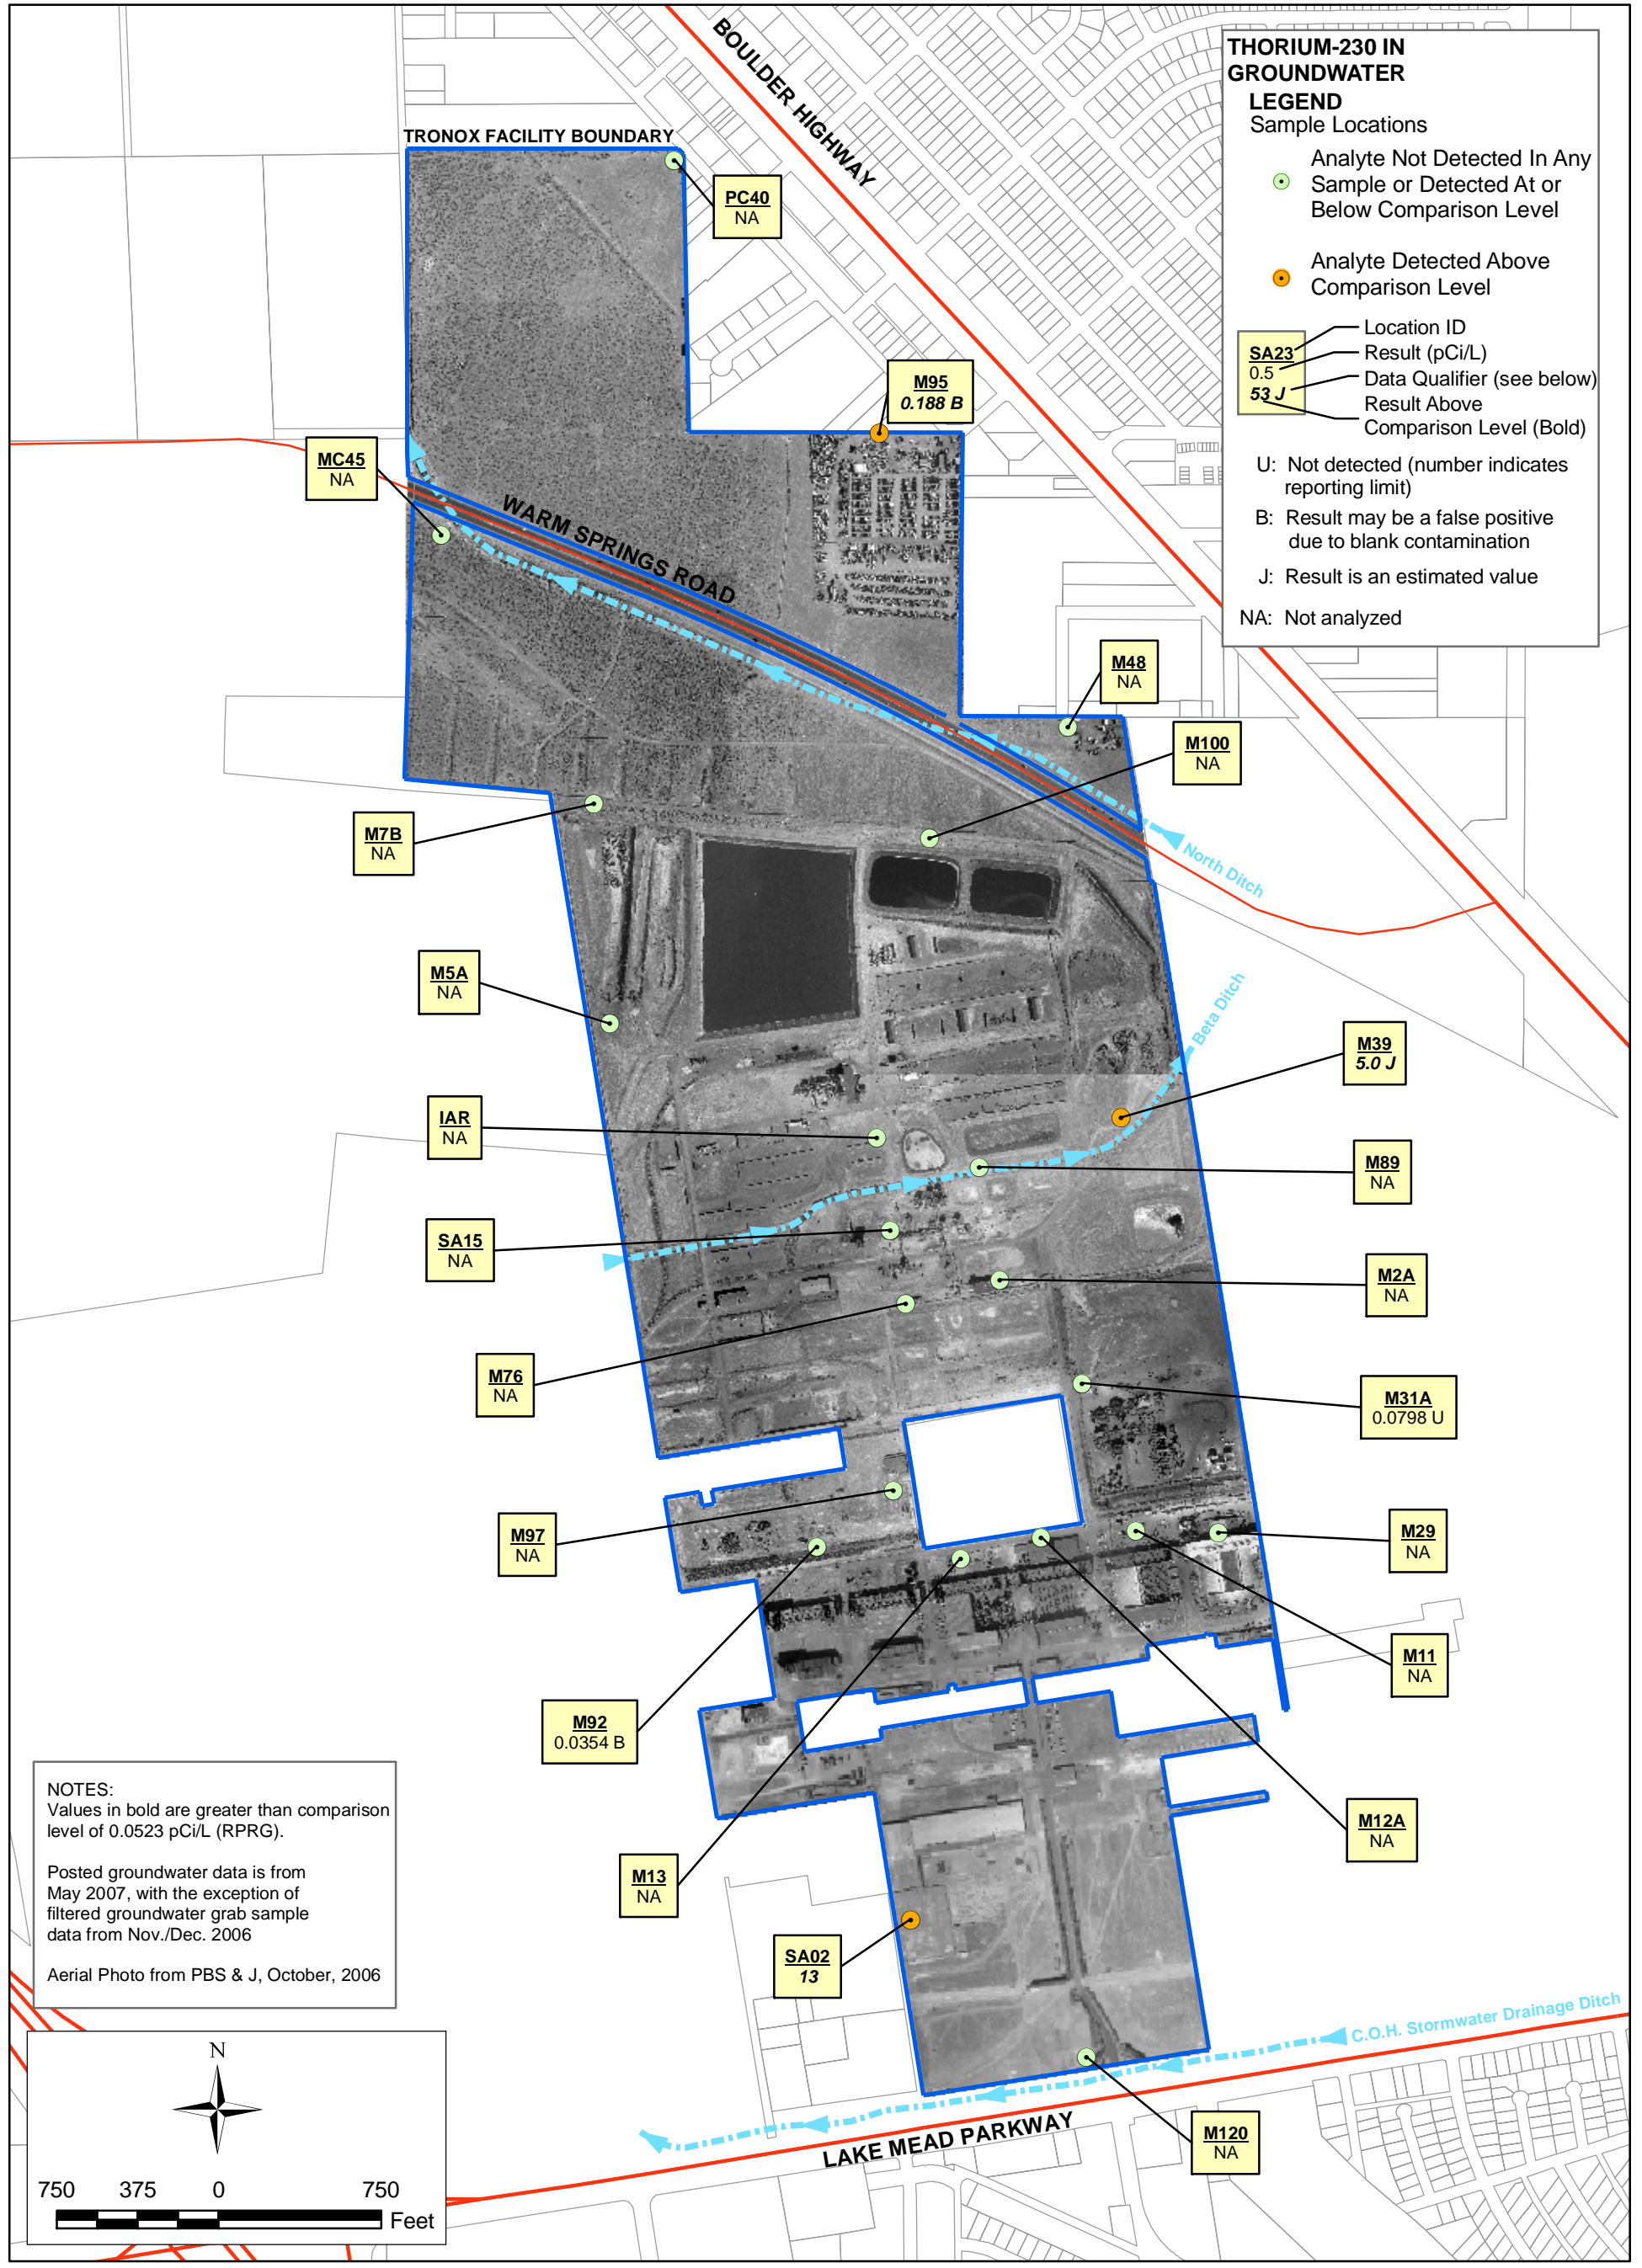 BOULDER HIGHWAY
THORIUM-230 IN
GROUNDWATER
LEGEND
Sample Locations
Analyte Not Detected In Any
Sample or Detected At or
Below Comparison Level
Analyte Detected Above
Comparison Level
Location ID
SA23
Result (pCi/L)
0.5
Data Qualifier (see below)
53 J
Result Above
Comparison Level (Bold)
U: Not detected (number indicates
reporting limit)
B: Result may be a false positive
due to blank contamination
J: Result is an estimated value
NA: Not analyzed
TRONOX FACILITY BOUNDARY
PC40
NA
M95
0.188 B
MC45
NA
WARM SPRINGS ROAD
M48
NA
M100
NA
M7B
NA
North Ditch
M5A
NA
Beta Ditch
M39
5.0 J
IAR
NA
M89
NA
SA15
NA
M2A
NA
M76
NA
M31A
0.0798 U
M97
NA
M29
NA
M11
NA
M92
0.0354 B
M12A
NA
M13
NA
SA02
13
NOTES:
Values in bold are greater than comparison
level of 0.0523 pCi/L (RPRG).
Posted groundwater data is from
May 2007, with the exception of
filtered groundwater grab sample
data from Nov./Dec. 2006
Aerial Photo from PBS & J, October, 2006
C.O.H. Stormwater Drainage Ditch
LAKE MEAD PARKWAY
M120
NA
N
750 375 0 750
Feet